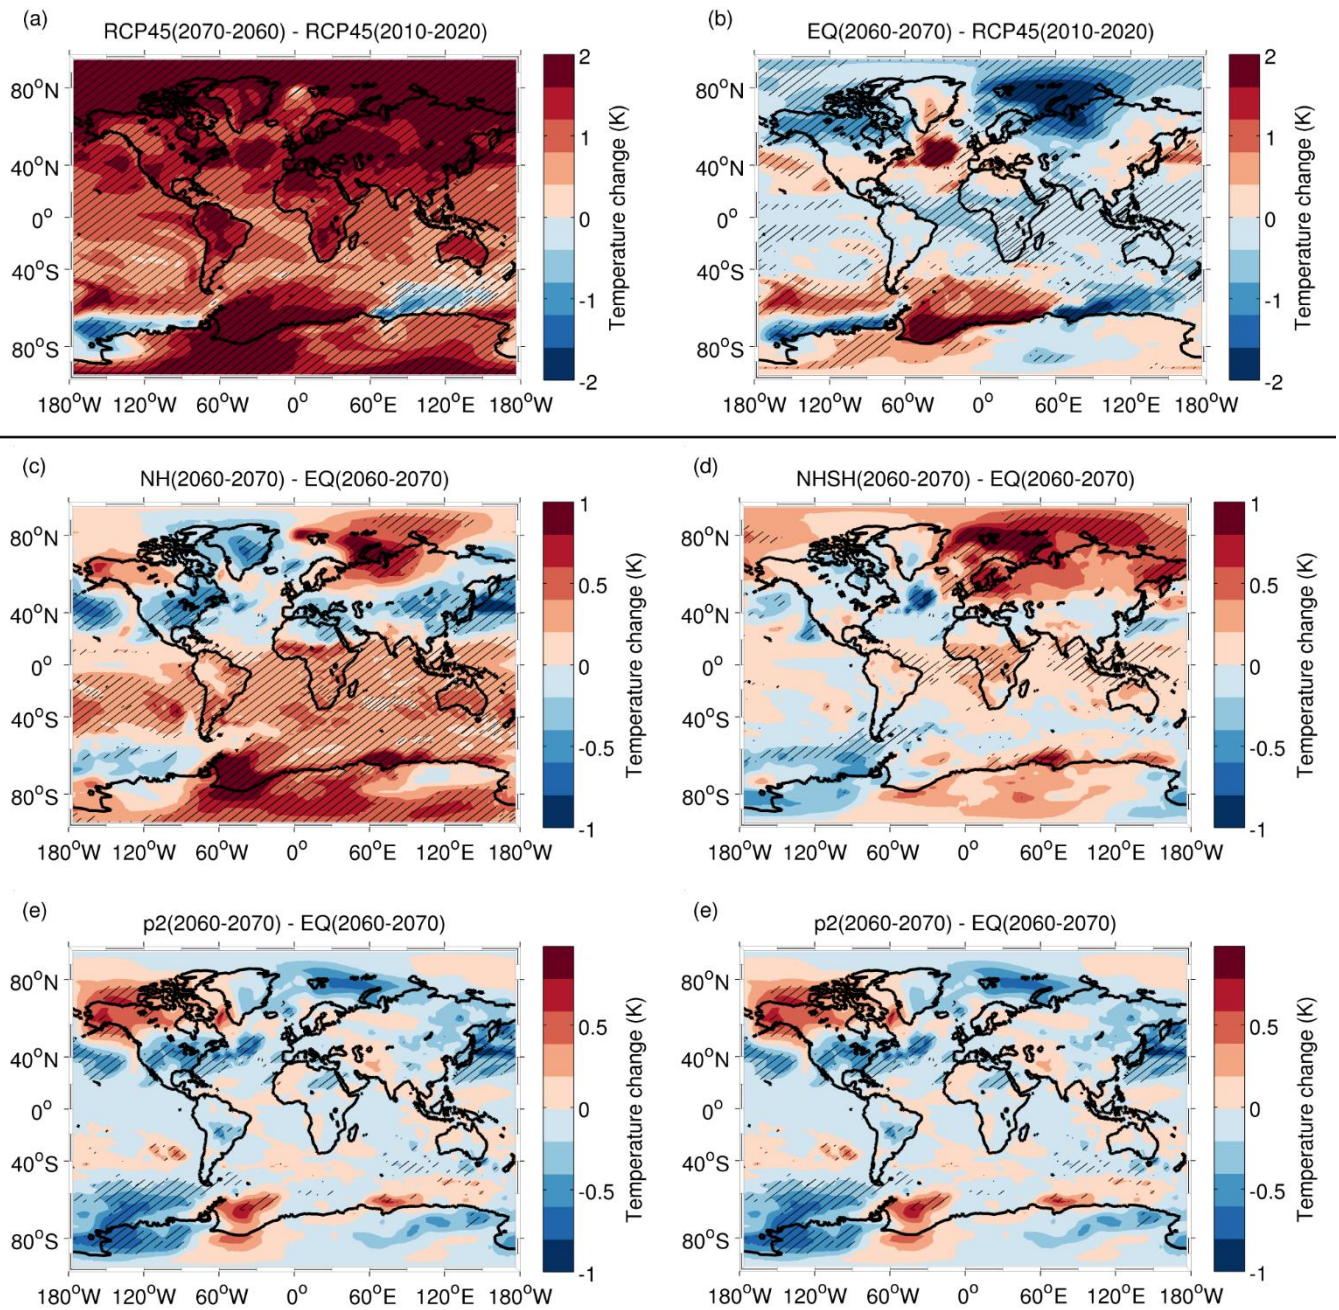 (a)
RCP45(2070-2060) - RCP45(2010-2020)
80°N
40°N
0°
40°S
80°S
180°W 120°W 60°W 0° 60°E 120°E 180°W
2
1
0
-1
-2
Temperature change (K)
(b)
EQ(2060-2070) - RCP45(2010-2020)
80°N
40°N
0°
40°S
80°S
180°W 120°W 60°W 0° 60°E 120°E 180°W
2
1
0
-1
-2
Temperature change (K)
(c)
NH(2060-2070) - EQ(2060-2070)
80°N
40°N
0°
40°S
80°S
180°W 120°W 60°W 0° 60°E 120°E 180°W
1
0.5
0
-0.5
-1
Temperature change (K)
(d)
NHSH(2060-2070) - EQ(2060-2070)
80°N
40°N
0°
40°S
80°S
180°W 120°W 60°W 0° 60°E 120°E 180°W
1
0.5
0
-0.5
-1
Temperature change (K)
(e)
p2(2060-2070) - EQ(2060-2070)
80°N
40°N
0°
40°S
80°S
180°W 120°W 60°W 0° 60°E 120°E 180°W
0.5
0
-0.5
-1
Temperature change (K)
(e)
p2(2060-2070) - EQ(2060-2070)
80°N
40°N
0°
40°S
80°S
180°W 120°W 60°W 0° 60°E 120°E 180°W
0.5
0
-0.5
-1
Temperature change (K)